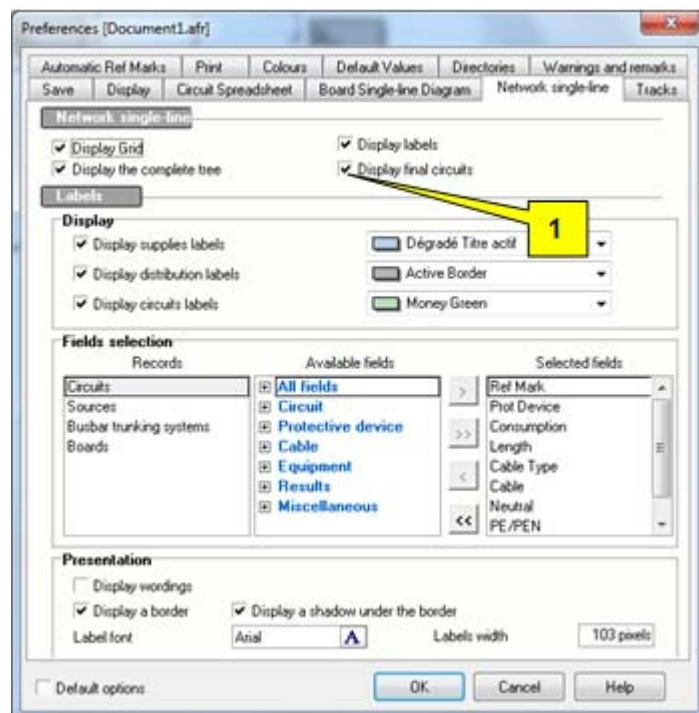 Preferences [Document1.afr]
Automatic Ref Marks Print Colours Default Values Directories Warnings and remarks
Save Display Circuit Spreadsheet Board Single-line Diagram Network single-line Tracks
Network single-line
Display Grid Display labels
Display the complete tree Display final circuits
1
Labels
Display
Display supplies labels Dégradé Titre actif
Display distribution labels Active Border
Display circuits labels Money Green
Fields selection
Records Available fields Selected fields
Circuits All fields > Ref Mark
Sources Circuit Prot Device
Busbar trunking systems Protective device >> Consumption
Boards Cable Length
Equipment < Cable Type
Results Cable
Miscellaneous << Neutral
PE/PEN
Presentation
Display wordings
Display a border Display a shadow under the border
Label font Arial A Labels width 103 pixels
Default options OK Cancel Help